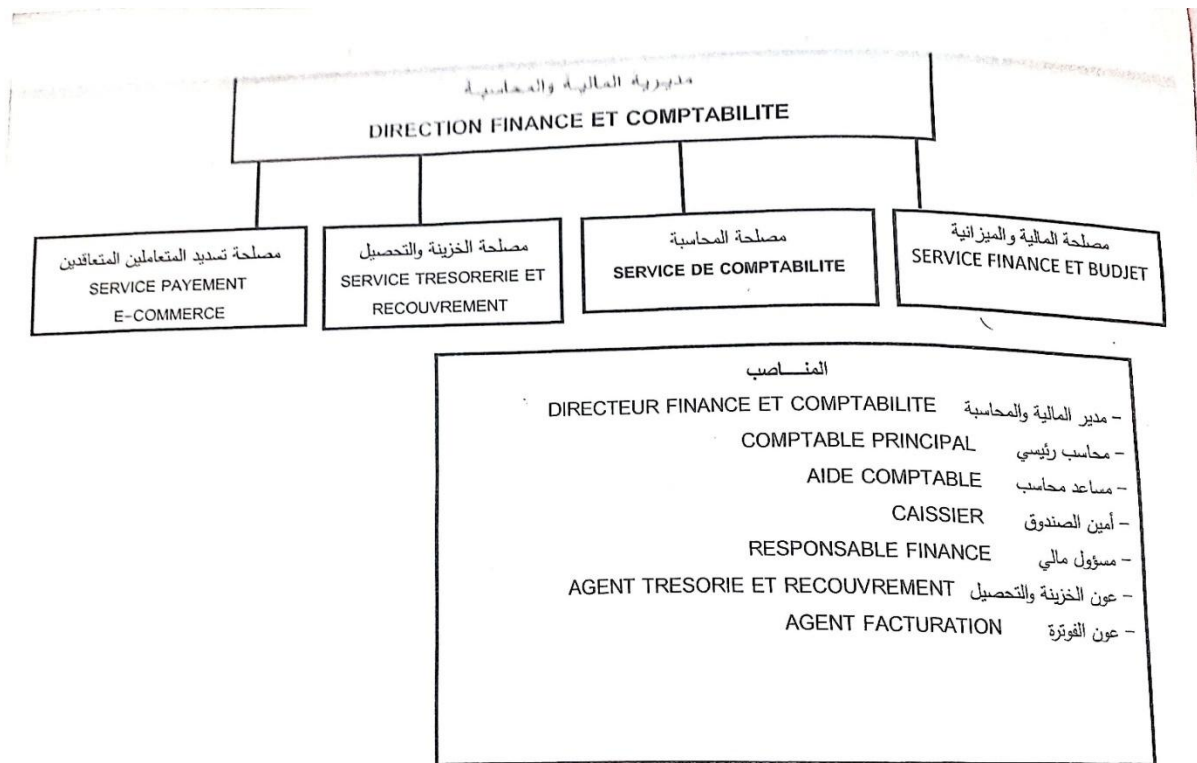 مديرية المالية والمحاسبة
DIRECTION FINANCE ET COMPTABILITE
مصلحة تسديد المتعاملين المتعاقدين
SERVICE PAYEMENT
E-COMMERCE
مصلحة الخزينة والتحصيل
SERVICE TRESORERIE ET
RECOUVREMENT
مصلحة المحاسبة
SERVICE DE COMPTABILITE
مصلحة المالية والميزانية
SERVICE FINANCE ET BUDJET
المنـــاصب
- مدير المالية والمحاسبة DIRECTEUR FINANCE ET COMPTABILITE
- محاسب رئيسي COMPTABLE PRINCIPAL
- مساعد محاسب AIDE COMPTABLE
- أمين الصندوق CAISSIER
- مسؤول مالي RESPONSABLE FINANCE
- عون الخزينة والتحصيل AGENT TRESORIE ET RECOUVREMENT
- عون الفوترة AGENT FACTURATION